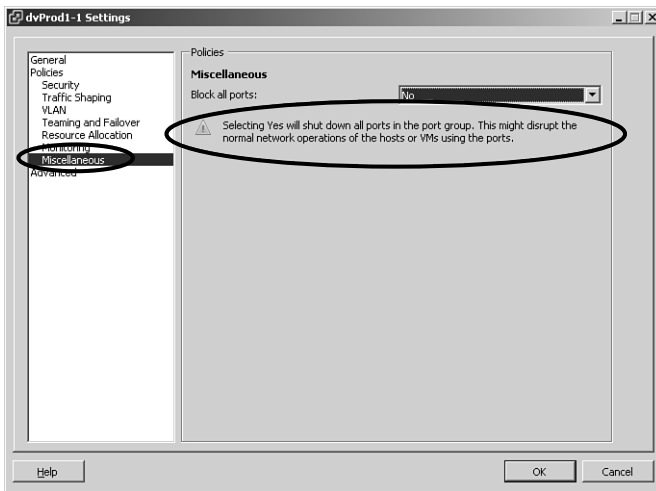 dvProd1-1 Settings
General
Policies
Security
Traffic Shaping
VLAN
Teaming and Failover
Resource Allocation
Monitoring
Miscellaneous
Advanced
Policies
Miscellaneous
Block all ports:
No
Selecting Yes will shut down all ports in the port group. This might disrupt the
normal network operations of the hosts or VMs using the ports.
Help
OK
Cancel